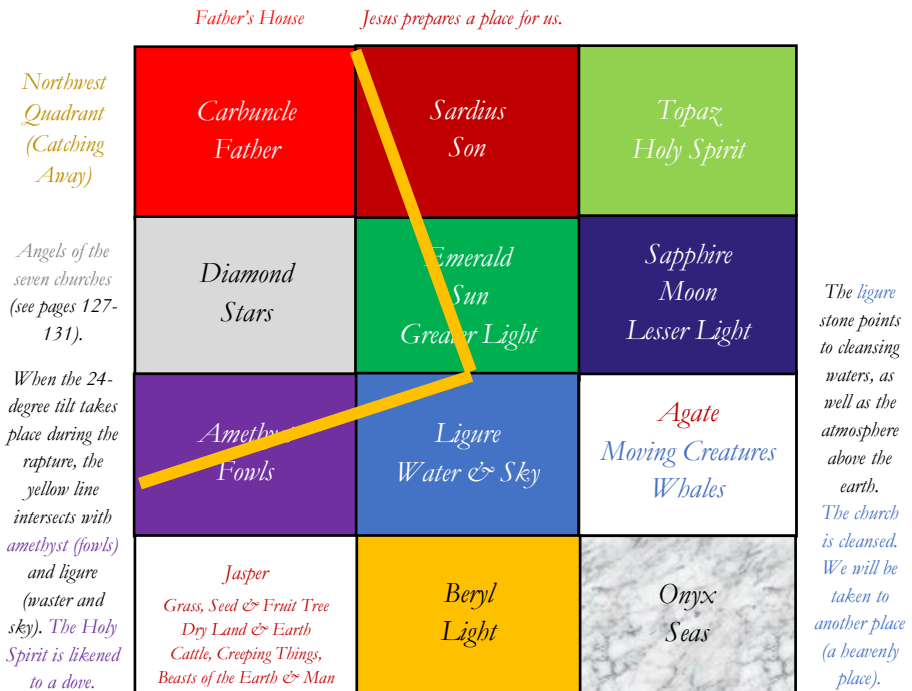 Father's House
Jesus prepares a place for us.
Northwest
Quadrant
(Catching
Away)
Carbuncle
Father
Sardius
Son
Topaz
Holy Spirit
Angels of the
seven churches
(see pages 127-
131).
Diamond
Stars
Emerald
Sun
Greater Light
Sapphire
Moon
Lesser Light
When the 24-
degree tilt takes
place during the
rapture, the
yellow line
intersects with
amethyst (fowls)
and ligure
(waster and
sky). The Holy
Spirit is likened
to a dove.
Amethyst
Fowls
Ligure
Water & Sky
Agate
Moving Creatures
Whales
Jasper
Grass, Seed & Fruit Tree
Dry Land & Earth
Cattle, Creeping Things,
Beasts of the Earth & Man
Beryl
Light
Onyx
Seas
The ligure
stone points
to cleansing
waters, as
well as the
atmosphere
above the
earth.
The church
is cleansed.
We will be
taken to
another place
(a heavenly
place).